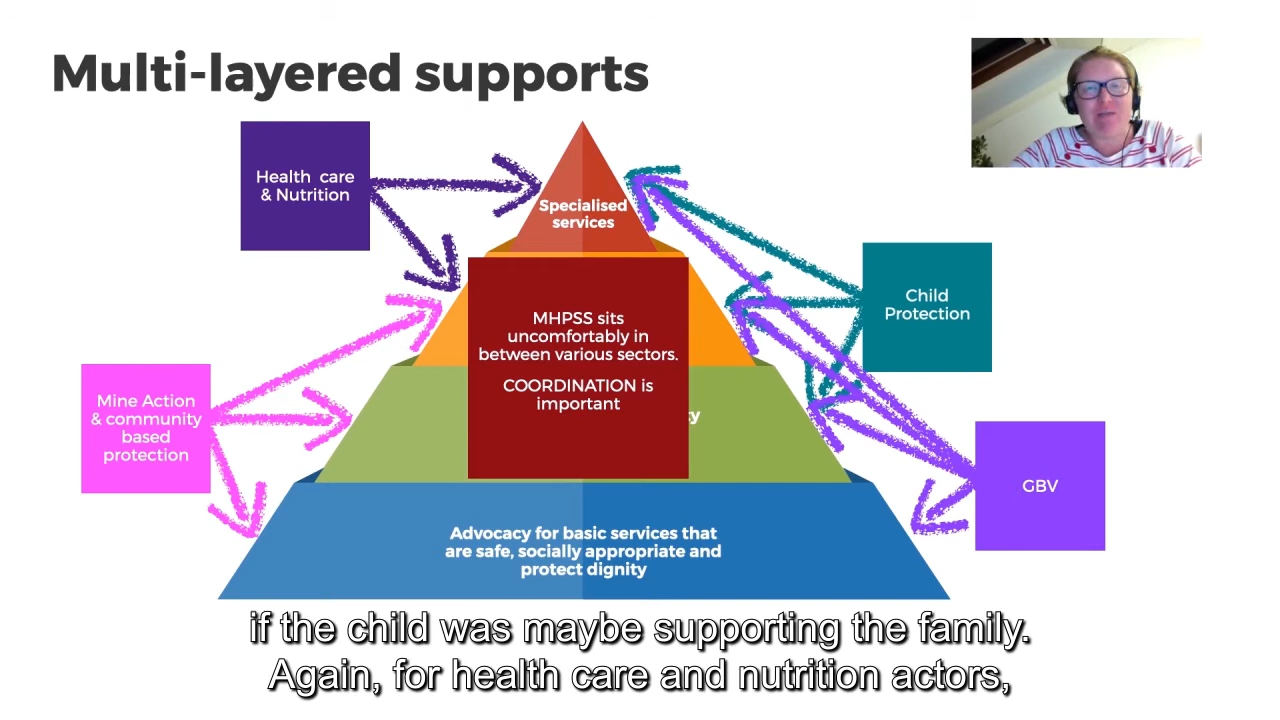 Multi-layered supports
Health care
& Nutrition
Specialised
services
Child
Protection
MHPSS sits
uncomfortably in
between various sectors.
COORDINATION is
important
Mine Action
& community
based
protection
GBV
Advocacy for basic services that
are safe, socially appropriate and
protect dignity
if the child was maybe supporting the family.
Again, for health care and nutrition actors,